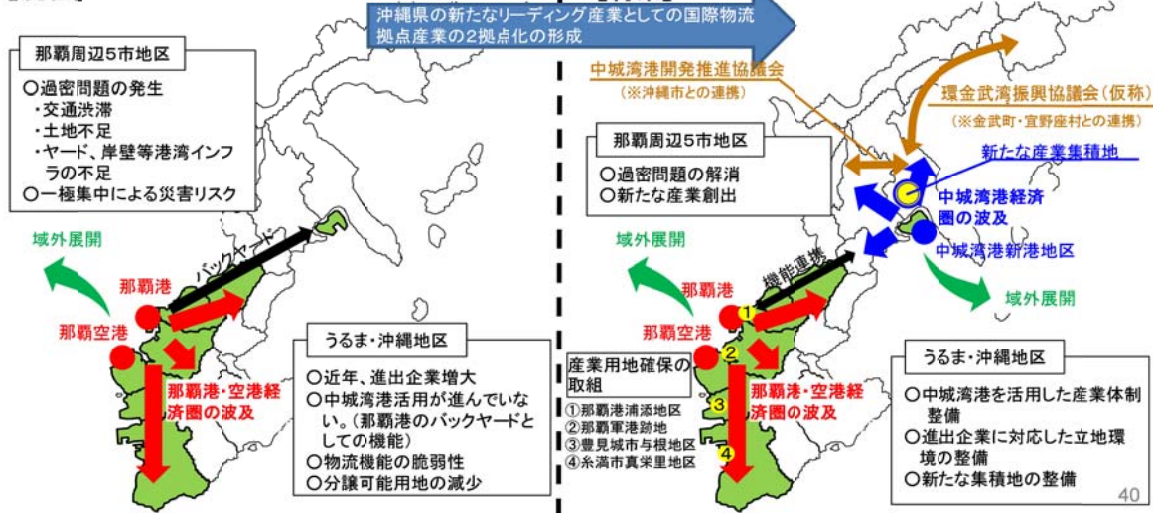 沖縄県の新たなリーディング産業としての国際物流
拠点産業の2拠点化の形成
那覇周辺5市地区
○過密問題の発生
・交通渋滞
・土地不足
・ヤード、岸壁等港湾インフ
ラの不足
○一極集中による災害リスク
域外展開
バックヤード
那覇港
那覇空港
那覇港・空港経
済圏の波及
うるま・沖縄地区
○近年、進出企業増大
○中城湾港活用が進んでいな
い。(那覇港のバックヤードと
しての機能)
○物流機能の脆弱性
○分譲可能用地の減少
中城湾港開発推進協議会
(※沖縄市との連携)
環金武湾振興協議会(仮称)
(※金武町・宜野座村との連携)
那覇周辺5市地区
○過密問題の解消
○新たな産業創出
新たな産業集積地
中城湾港経済
圏の波及
中城湾港新港地区
域外展開
機能連携
域外展開
那覇港
那覇空港
①
②
③
④
那覇港・空港経
済圏の波及
産業用地確保の
取組
①那覇港浦添地区
②那覇軍港跡地
③豊見城市与根地区
④糸満市真栄里地区
うるま・沖縄地区
○中城湾港を活用した産業体制
整備
○進出企業に対応した立地環
境の整備
○新たな集積地の整備
40